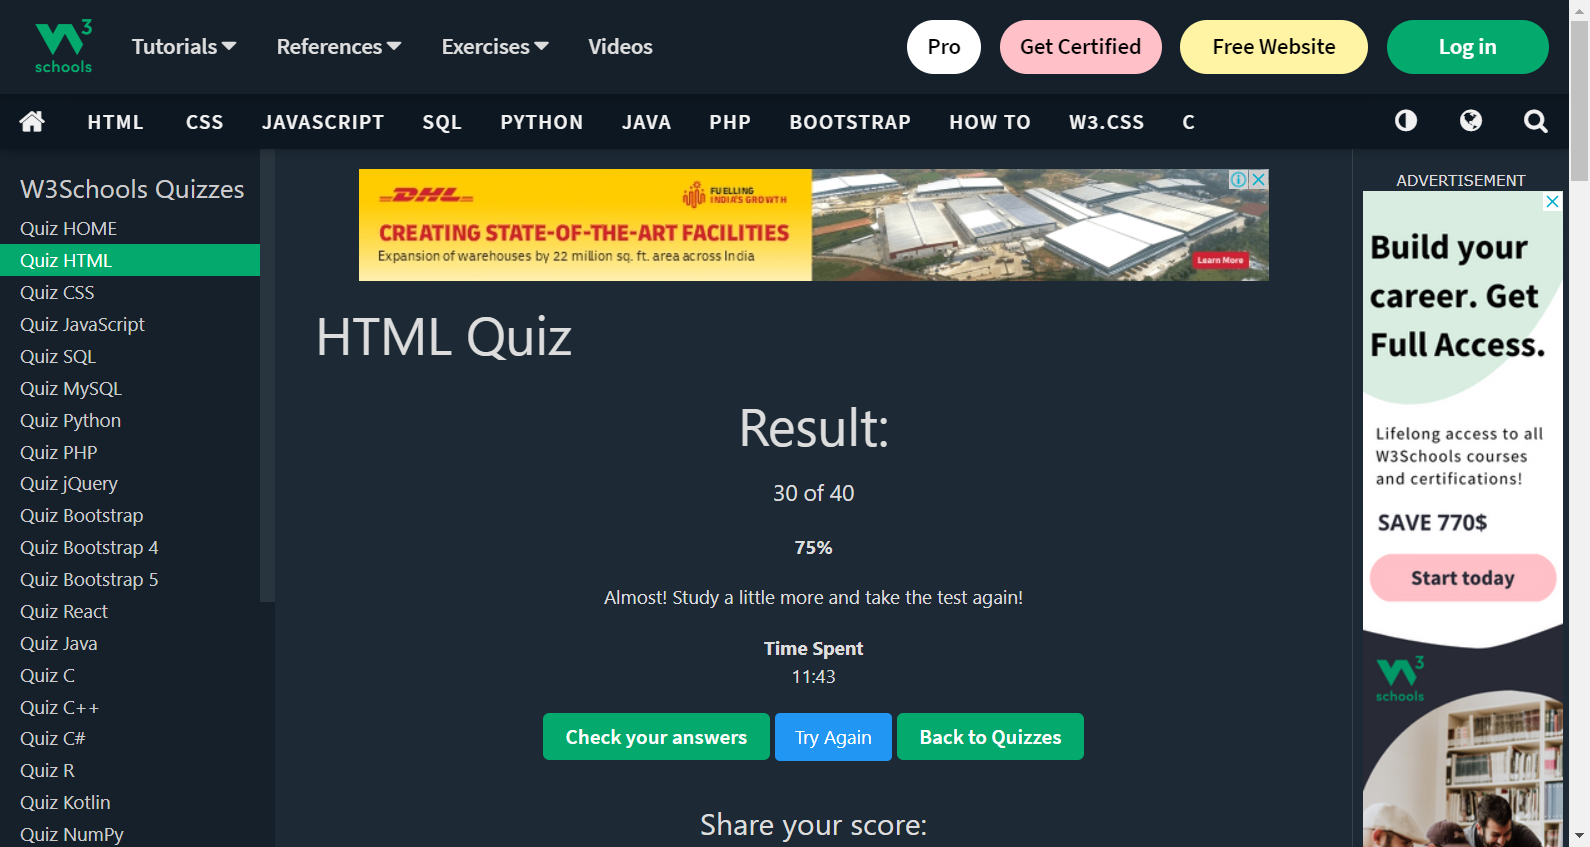 W3 schools
Tutorials
References
Exercises
Videos
Pro
Get Certified
Free Website
Log in
HTML
CSS
JAVASCRIPT
SQL
PYTHON
JAVA
PHP
BOOTSTRAP
HOW TO
W3.CSS
C
W3Schools Quizzes
Quiz HOME
Quiz HTML
Quiz CSS
Quiz JavaScript
Quiz SQL
Quiz MySQL
Quiz Python
Quiz PHP
Quiz jQuery
Quiz Bootstrap
Quiz Bootstrap 4
Quiz Bootstrap 5
Quiz React
Quiz Java
Quiz C
Quiz C++
Quiz C#
Quiz R
Quiz Kotlin
Quiz NumPy
DHL
FUELLING
INDIA'S GROWTH
CREATING STATE-OF-THE-ART FACILITIES
Expansion of warehouses by 22 million sq. ft. area across India
Learn More
HTML Quiz
Result:
30 of 40
75%
Almost! Study a little more and take the test again!
Time Spent
11:43
Check your answers
Try Again
Back to Quizzes
Share your score:
ADVERTISEMENT
Build your
career. Get
Full Access.
Lifelong access to all
W3Schools courses
and certifications!
SAVE 770$
Start today
W3 schools